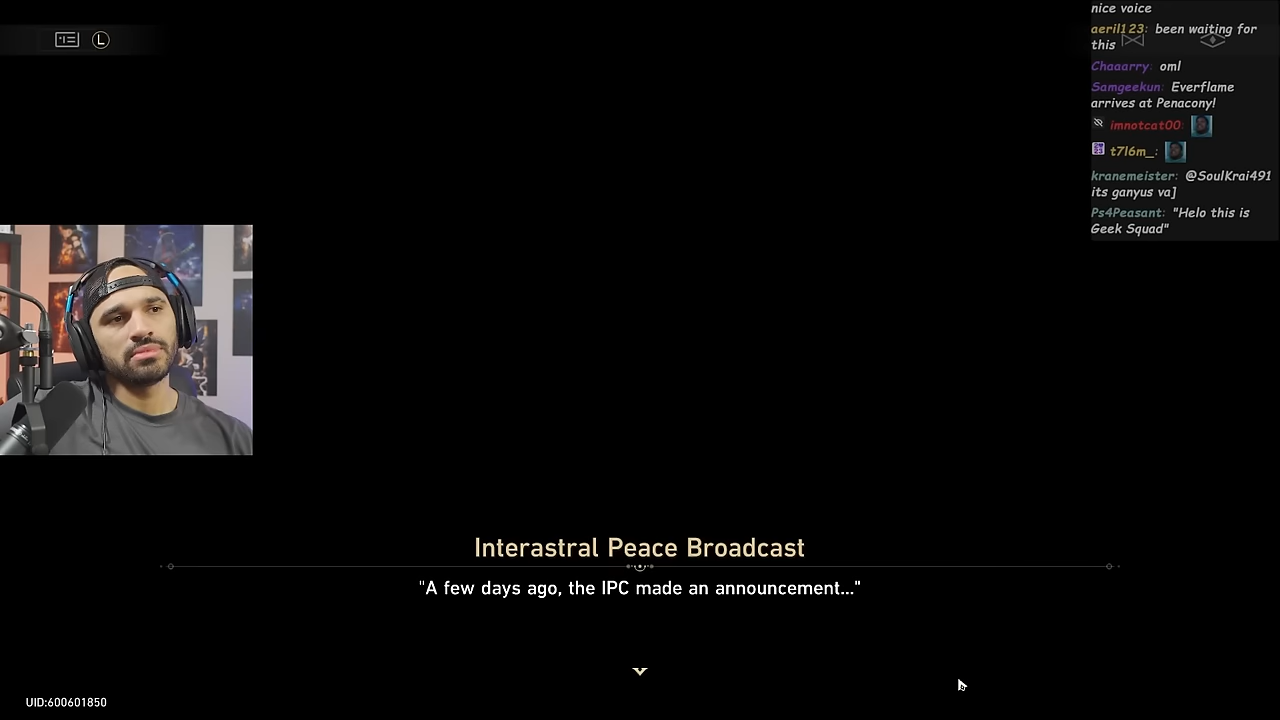 nice voice
aeril123: been waiting for
this
Chaaarry: oml
Samgeekun: Everflame
arrives at Penacony!
imnotcat00:
t7l6m_:
kranemeister: @SoulKrai491
its ganyus va]
Ps4Peasant: "Helo this is
Geek Squad"
L
Interastral Peace Broadcast
"A few days ago, the IPC made an announcement..."
UID:600601850